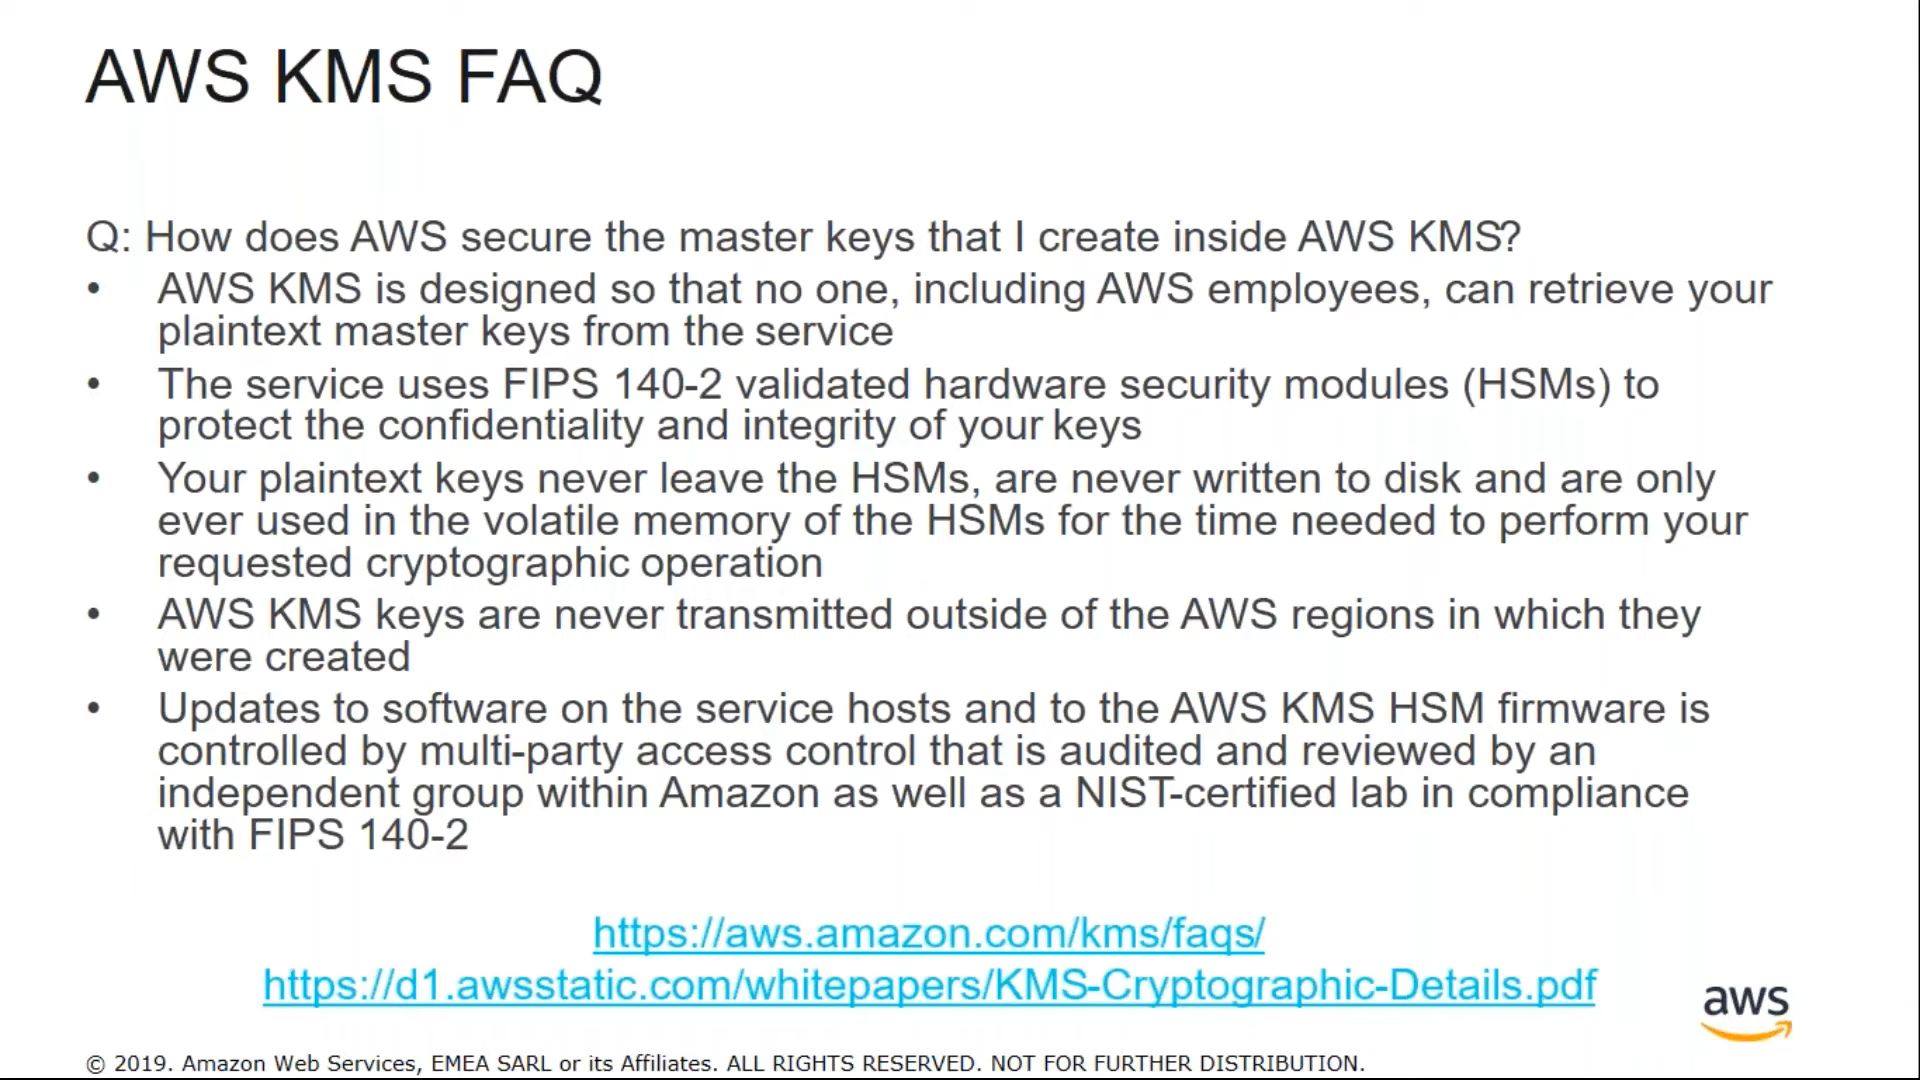 AWS KMS FAQ
Q: How does AWS secure the master keys that I create inside AWS KMS?
• AWS KMS is designed so that no one, including AWS employees, can retrieve your
plaintext master keys from the service
• The service uses FIPS 140-2 validated hardware security modules (HSMs) to
protect the confidentiality and integrity of your keys
• Your plaintext keys never leave the HSMs, are never written to disk and are only
ever used in the volatile memory of the HSMs for the time needed to perform your
requested cryptographic operation
• AWS KMS keys are never transmitted outside of the AWS regions in which they
were created
• Updates to software on the service hosts and to the AWS KMS HSM firmware is
controlled by multi-party access control that is audited and reviewed by an
independent group within Amazon as well as a NIST-certified lab in compliance
with FIPS 140-2
https://aws.amazon.com/kms/faqs/
https://d1.awsstatic.com/whitepapers/KMS-Cryptographic-Details.pdf
aws
© 2019. Amazon Web Services, EMEA SARL or its Affiliates. ALL RIGHTS RESERVED. NOT FOR FURTHER DISTRIBUTION.